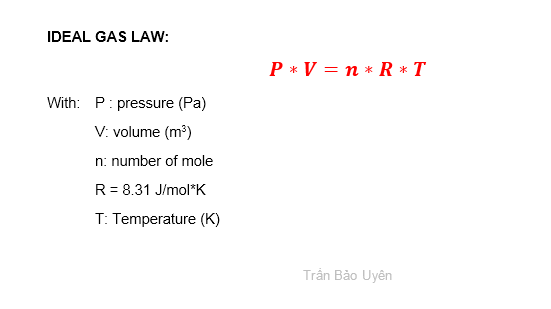 IDEAL GAS LAW:
P * V = n * R * T
With: P : pressure (Pa)
V: volume (m³)
n: number of mole
R = 8.31 J/mol*K
T: Temperature (K)
Trần Bảo Uyên